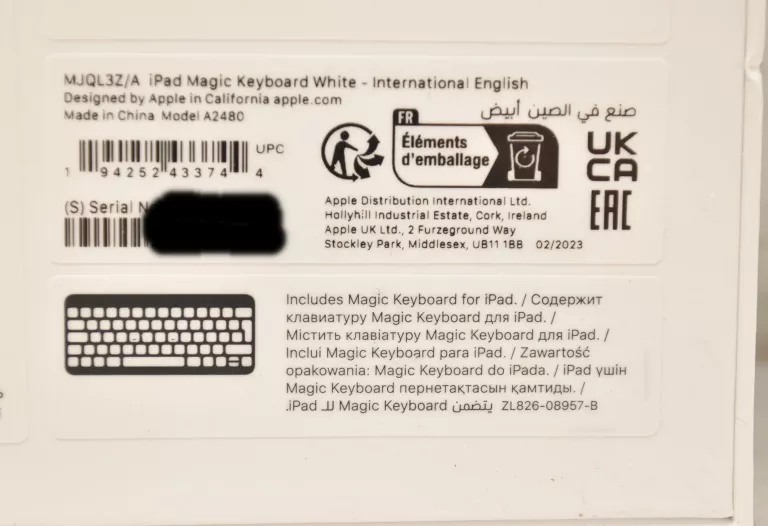 MJQL3Z/A iPad Magic Keyboard White - International English
Designed by Apple in California apple.com
Made in China Model A2480
صنع في الصين أبيض
UPC
1 94252 43374 4
(S) Serial
FR
Éléments
d'emballage
UK
CA
EAC
Apple Distribution International Ltd.
Hollyhill Industrial Estate, Cork, Ireland
Apple UK Ltd., 2 Furzeground Way
Stockley Park, Middlesex, UB11 1BB 02/2023
Includes Magic Keyboard for iPad. / Содержит
клавиатуру Magic Keyboard для iPad. /
Містить клавіатуру Magic Keyboard для iPad. /
Inclui Magic Keyboard para iPad. / Zawartość
opakowania: Magic Keyboard do iPada. / iPad үшін
Magic Keyboard пернетақтасын қамтиды. /
يتضمن Magic Keyboard للـ iPad. ZL826-08957-B